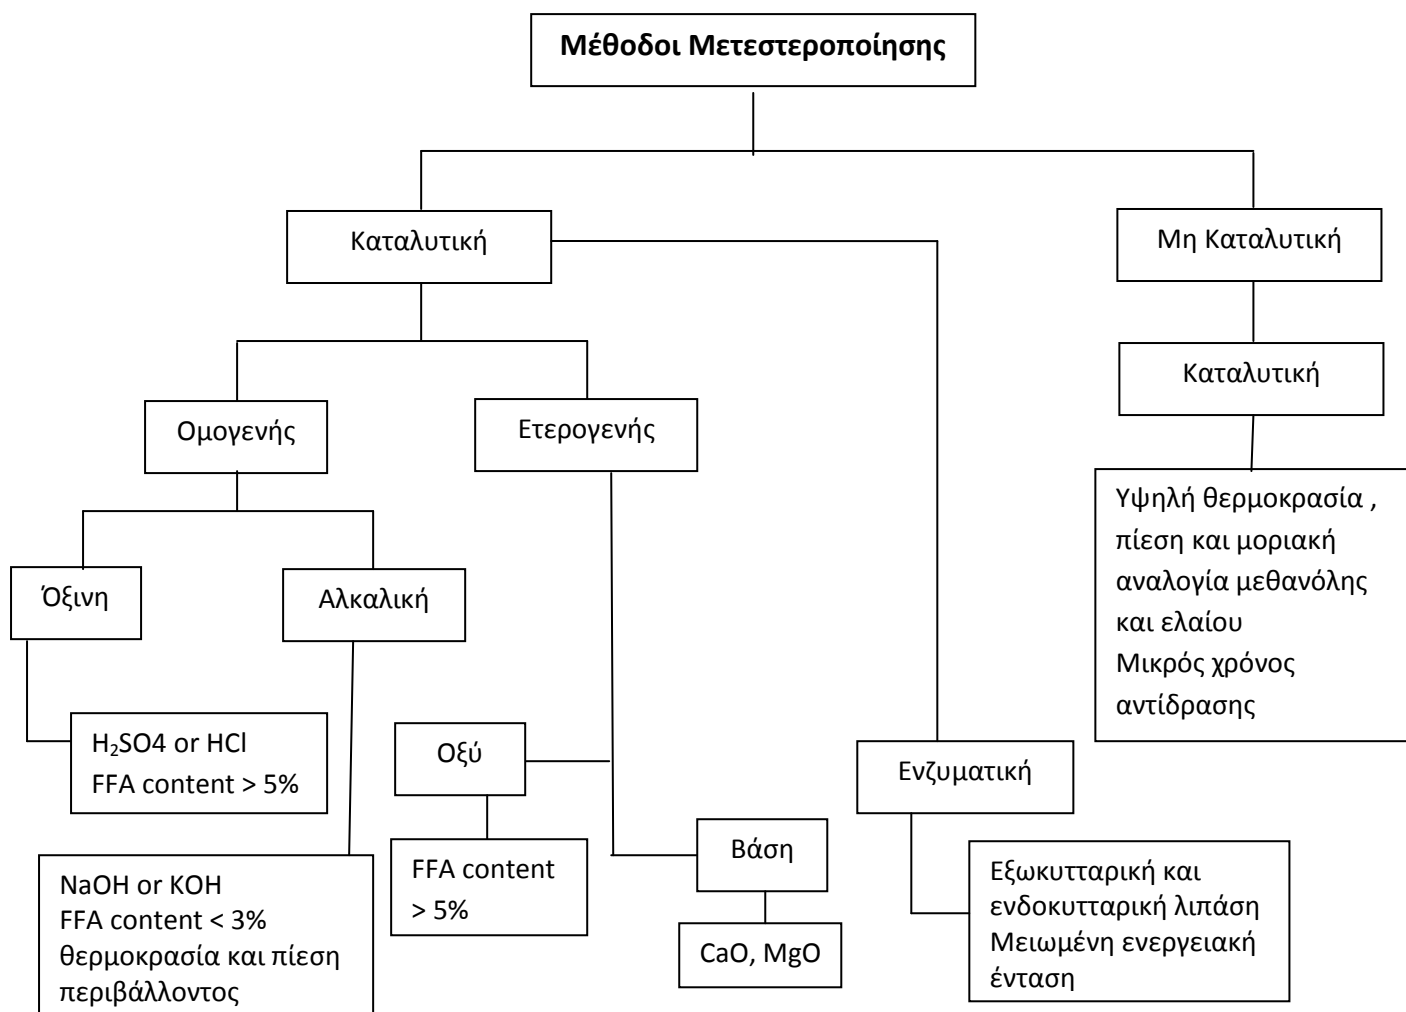 Μέθοδοι Μετεστεροποίησης
Καταλυτική
Μη Καταλυτική
Καταλυτική
Ομογενής
Ετερογενής
Υψηλή θερμοκρασία ,
πίεση και μοριακή
αναλογία μεθανόλης
και ελαίου
Μικρός χρόνος
αντίδρασης
Όξινη
Αλκαλική
H₂SO4 or HCl
FFA content > 5%
Οξύ
Ενζυματική
FFA content
> 5%
Βάση
NaOH or KOH
FFA content < 3%
θερμοκρασία και πίεση
περιβάλλοντος
CaO, MgO
Εξωκυτταρική και
ενδοκυτταρική λιπάση
Μειωμένη ενεργειακή
ένταση